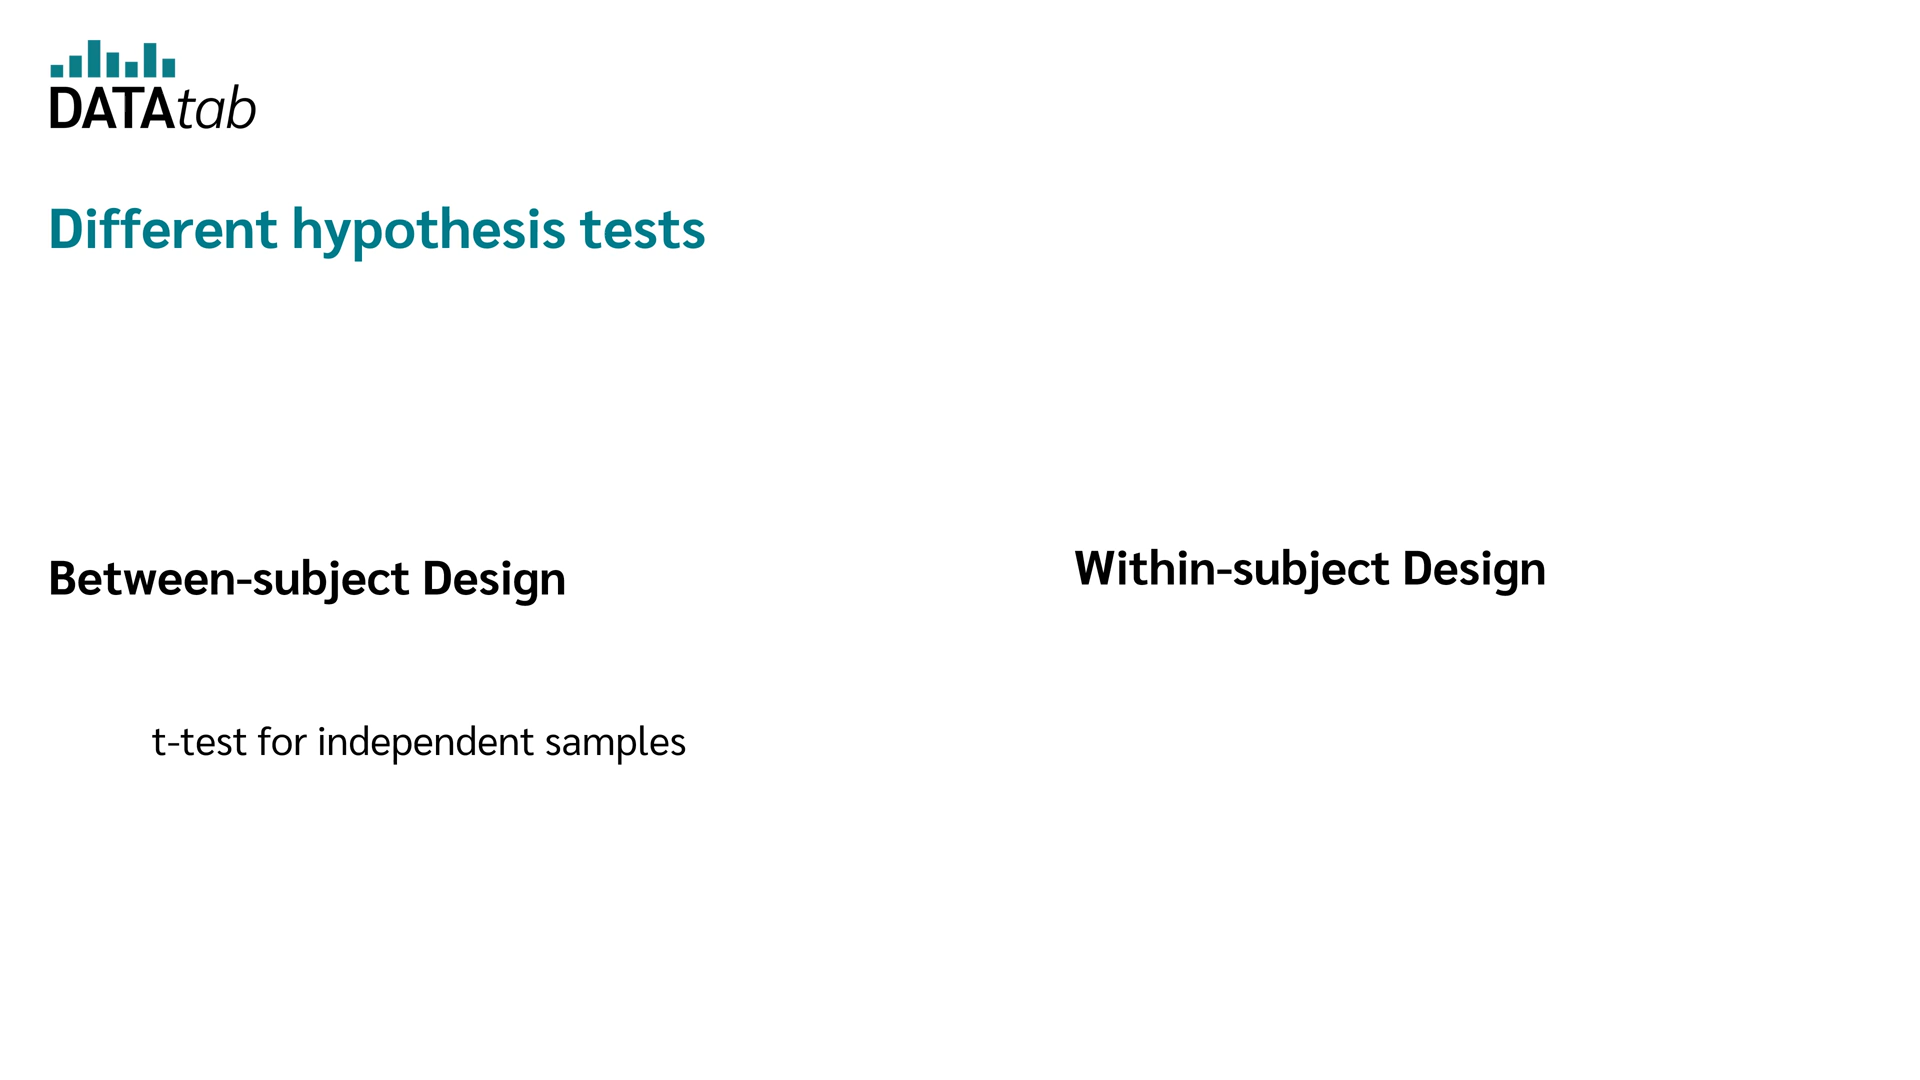 DATAtab
Different hypothesis tests
Between-subject Design
Within-subject Design
t-test for independent samples